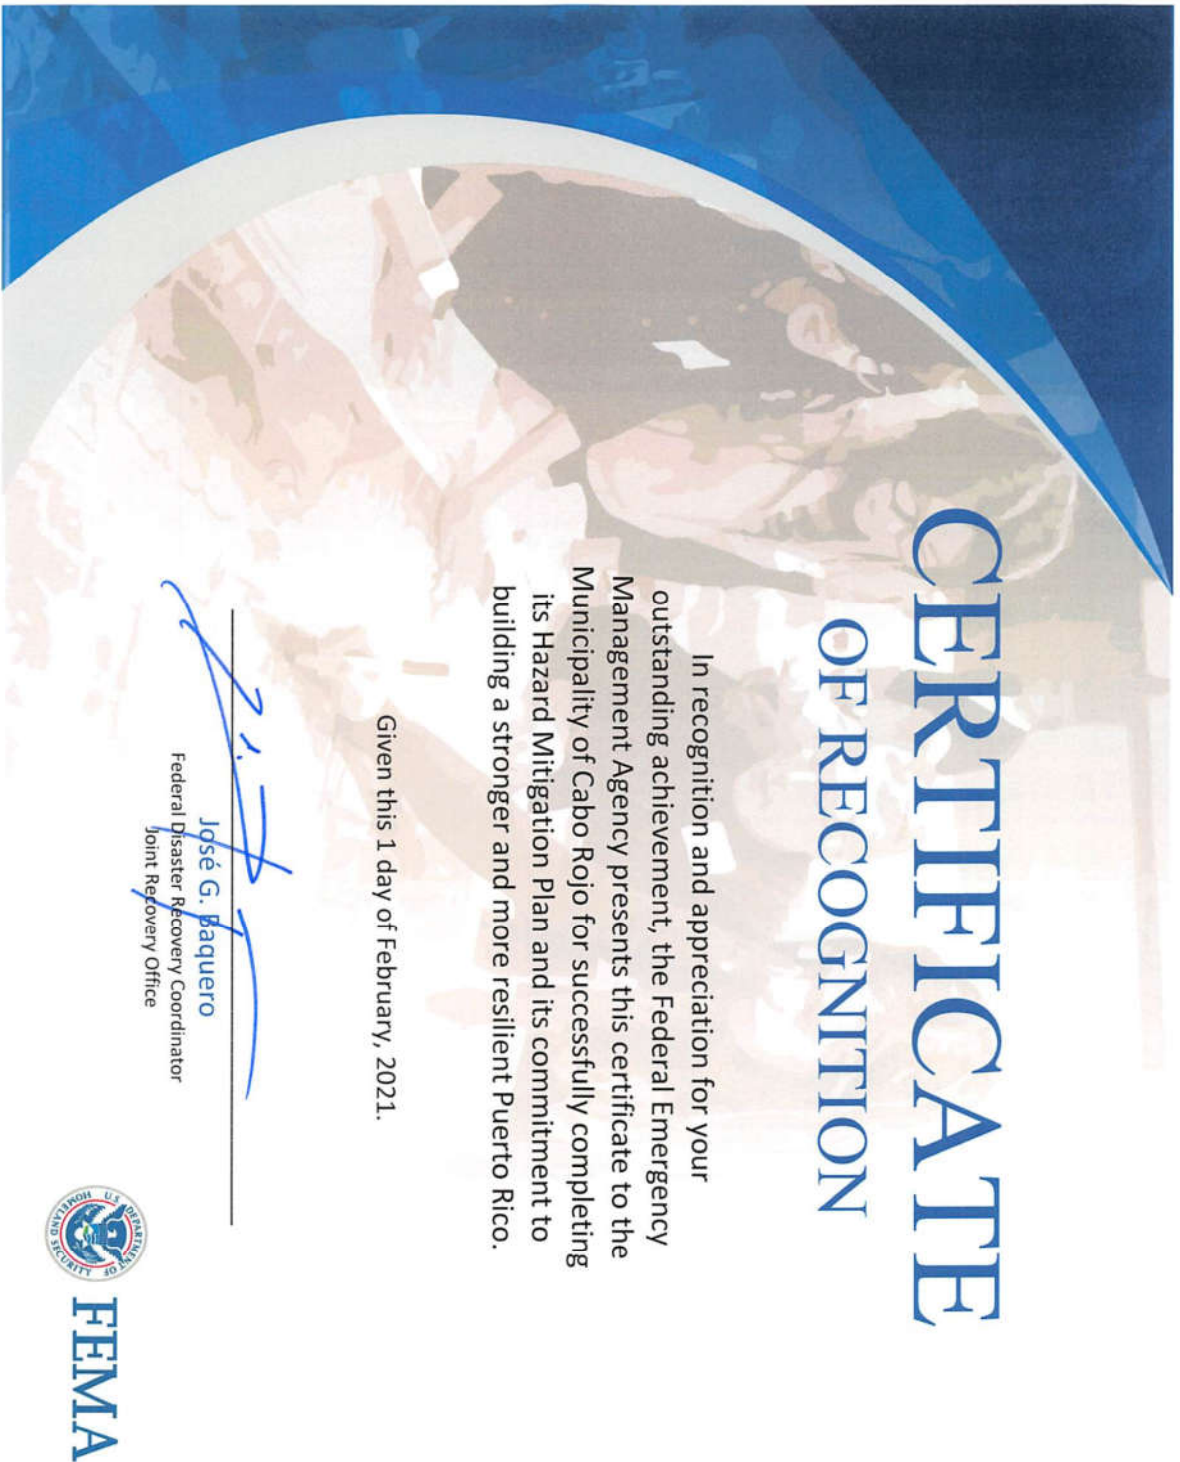 CERTIFICATE
OF RECOGNITION
In recognition and appreciation for your
outstanding achievement, the Federal Emergency
Management Agency presents this certificate to the
Municipality of Cabo Rojo for successfully completing
its Hazard Mitigation Plan and its commitment to
building a stronger and more resilient Puerto Rico.
Given this 1 day of February, 2021.
José G. Baquero
Federal Disaster Recovery Coordinator
Joint Recovery Office
U.S. DEPARTMENT OF
HOMELAND SECURITY
FEMA